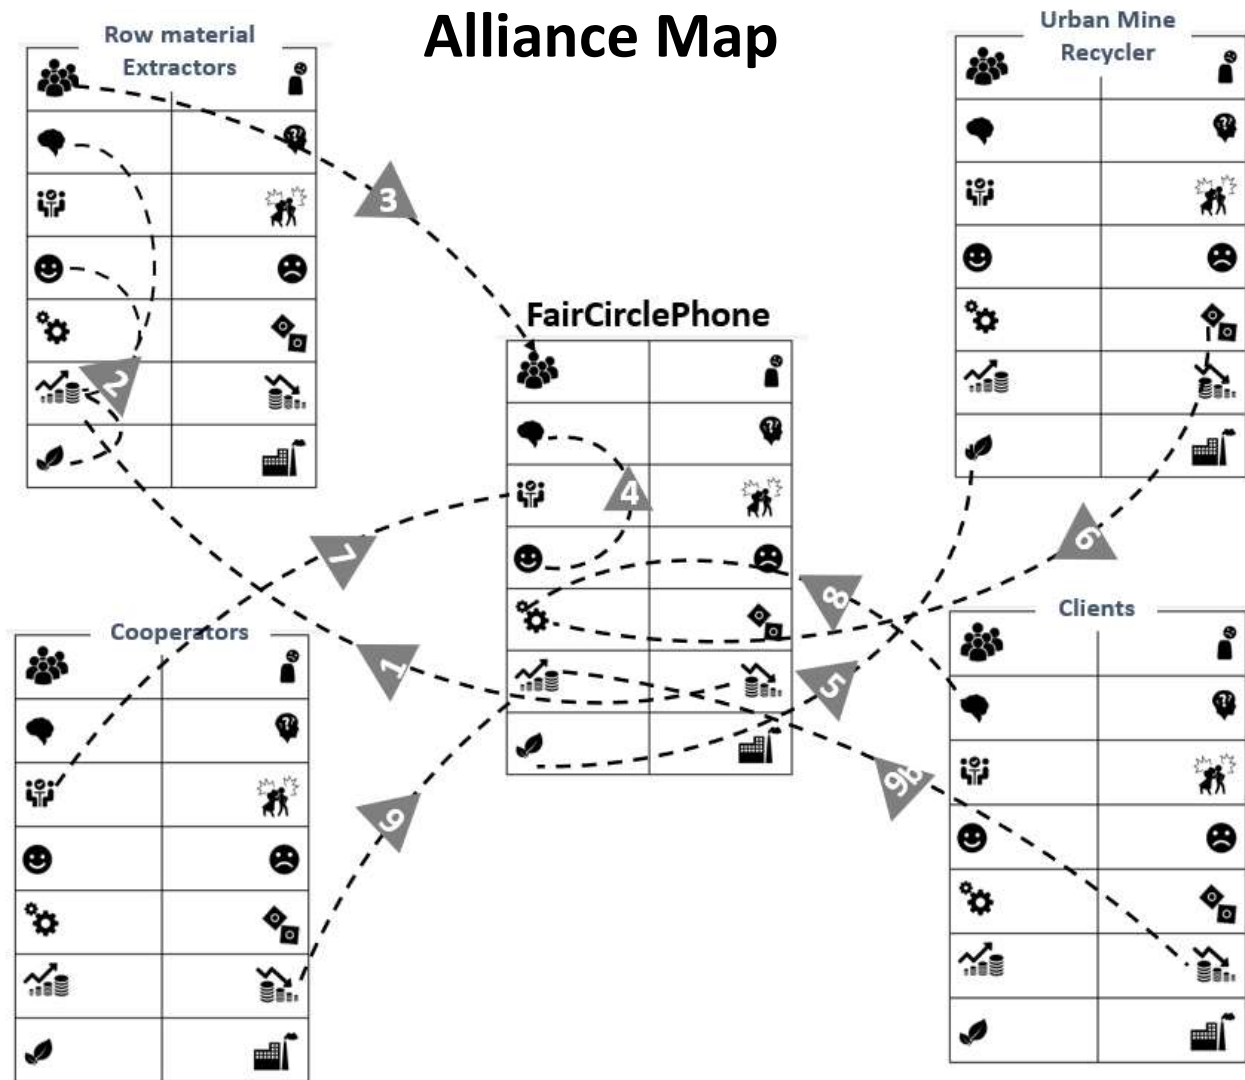 Alliance Map
Row material
Extractors
Urban Mine
Recycler
3
2
FairCirclePhone
4
7
6
8
Clients
Cooperators
1
5
9b
9